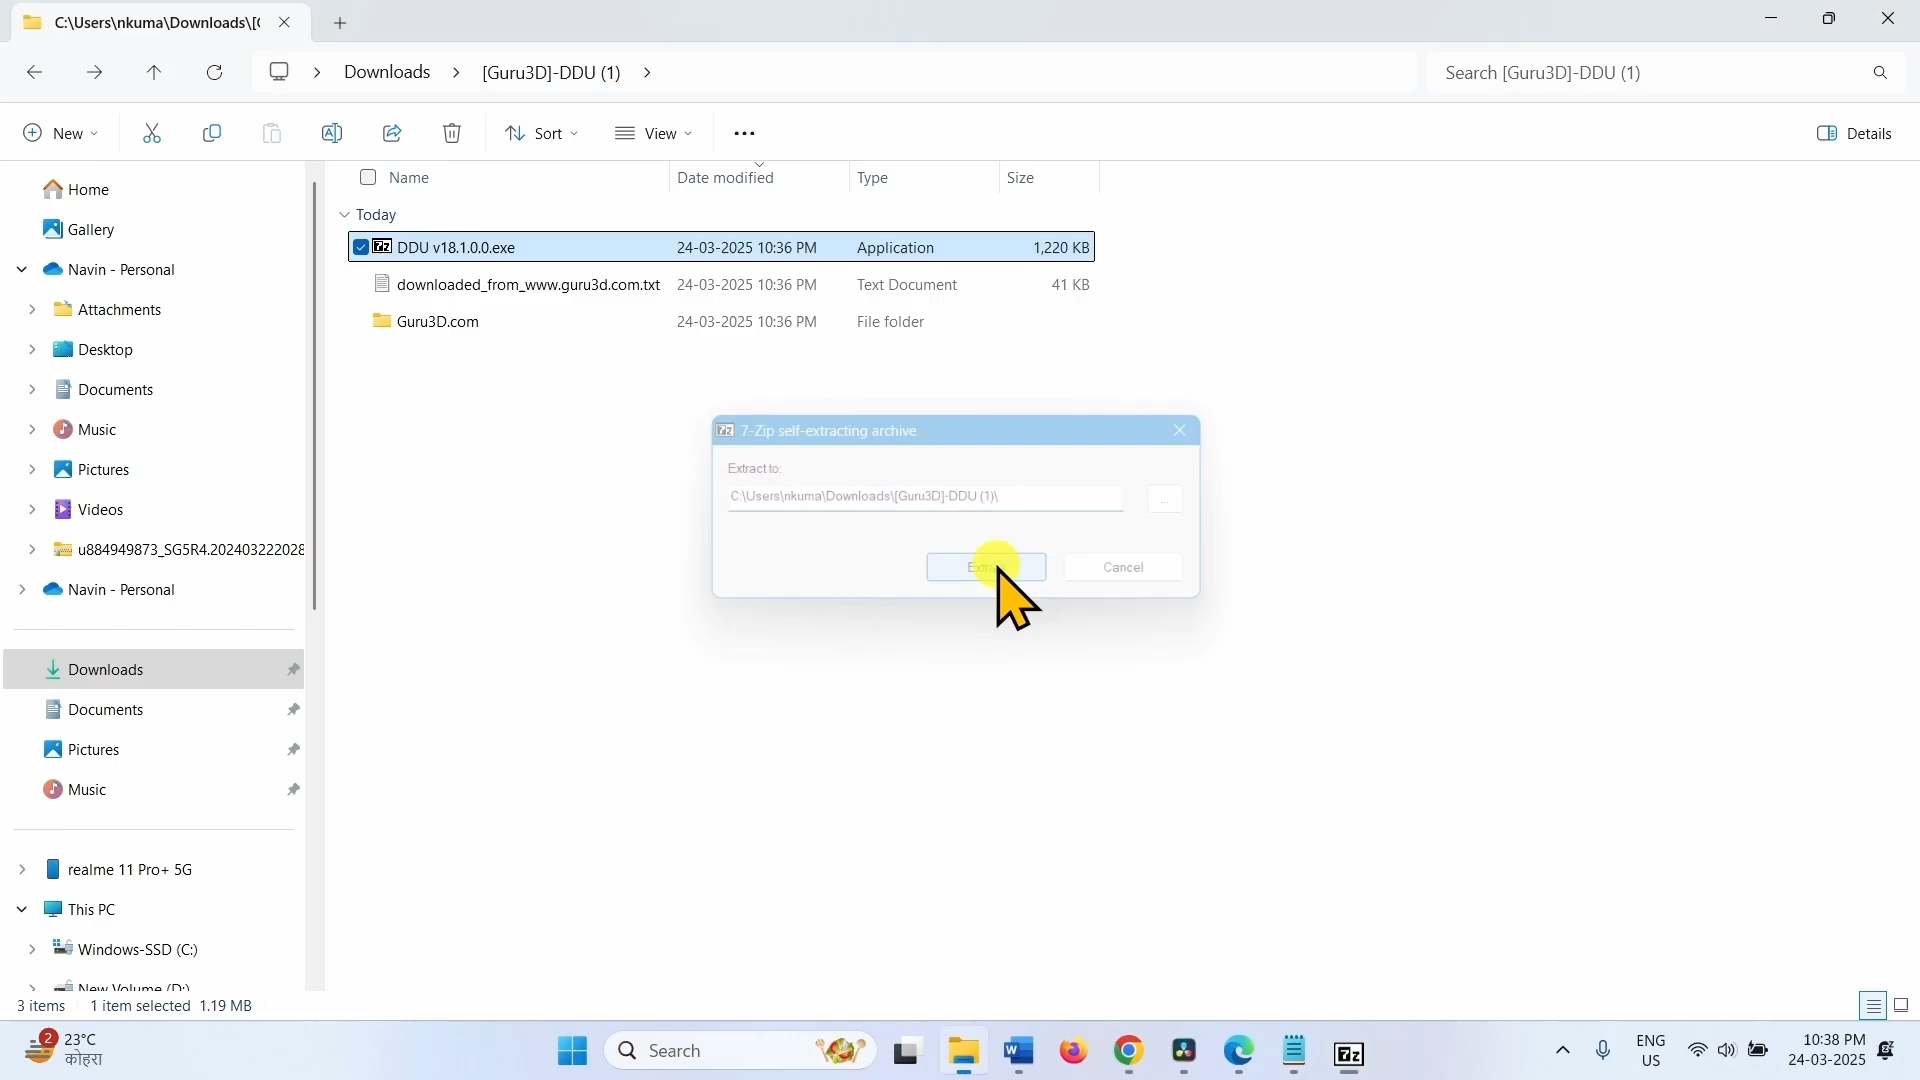 C:\Users\nkuma\Downloads\[G
Downloads
[Guru3D]-DDU (1)
Search [Guru3D]-DDU (1)
New
Sort
View
Details
Name
Date modified
Type
Size
Today
DDU v18.1.0.0.exe 24-03-2025 10:36 PM Application 1,220 KB
downloaded_from_www.guru3d.com.txt 24-03-2025 10:36 PM Text Document 41 KB
Guru3D.com 24-03-2025 10:36 PM File folder
Home
Gallery
Navin - Personal
Attachments
Desktop
Documents
Music
Pictures
Videos
u884949873_SG5R4.202403222028
Navin - Personal
Downloads
Documents
Pictures
Music
realme 11 Pro+ 5G
This PC
Windows-SSD (C:)
New Volume (D:)
7-Zip self-extracting archive
Extract to:
C:\Users\nkuma\Downloads\[Guru3D]-DDU (1)\
...
Cancel
3 items
1 item selected 1.19 MB
2
23°C
कोहरा
Search
W
7z
ENG
US
10:38 PM
24-03-2025